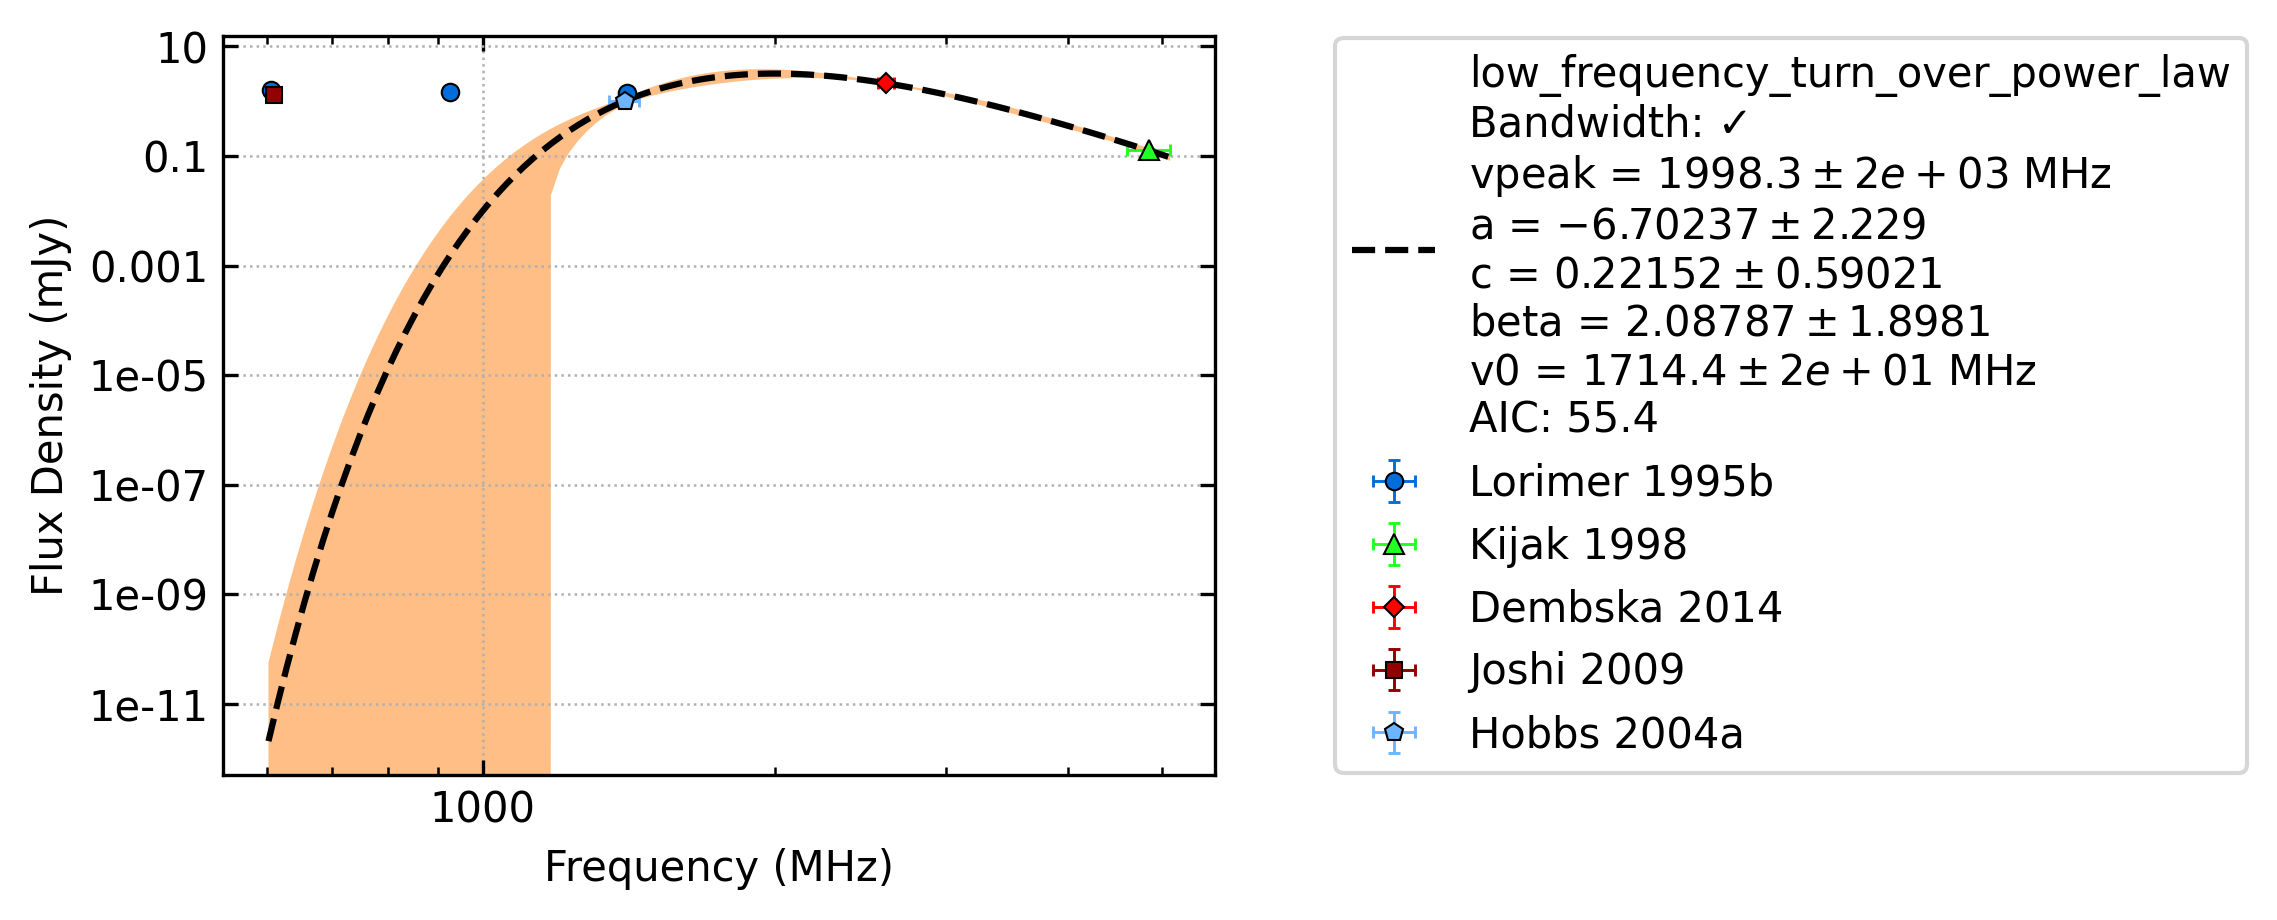 10
0.1
0.001
1e-05
1e-07
1e-09
1e-11
Flux Density (mJy)
1000
Frequency (MHz)
low_frequency_turn_over_power_law
Bandwidth: ✓
vpeak = 1998.3 ± 2e + 03 MHz
a = −6.70237 ± 2.229
c = 0.22152 ± 0.59021
beta = 2.08787 ± 1.8981
v0 = 1714.4 ± 2e + 01 MHz
AIC: 55.4
Lorimer 1995b
Kijak 1998
Dembska 2014
Joshi 2009
Hobbs 2004a